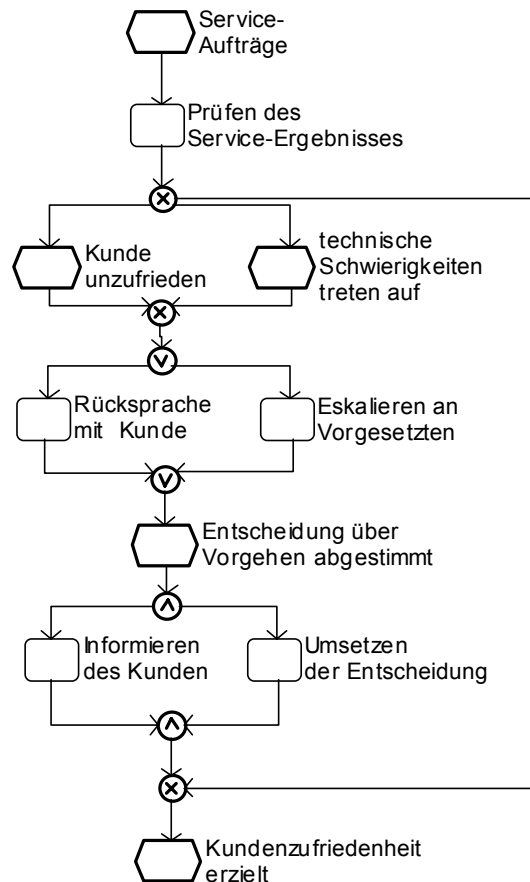 Service-
Aufträge
Prüfen des
Service-Ergebnisses
Kunde
unzufrieden
technische
Schwierigkeiten
treten auf
Rücksprache
mit Kunde
Eskalieren an
Vorgesetzten
Entscheidung über
Vorgehen abgestimmt
Informieren
des Kunden
Umsetzen
der Entscheidung
Kundenzufriedenheit
erzielt